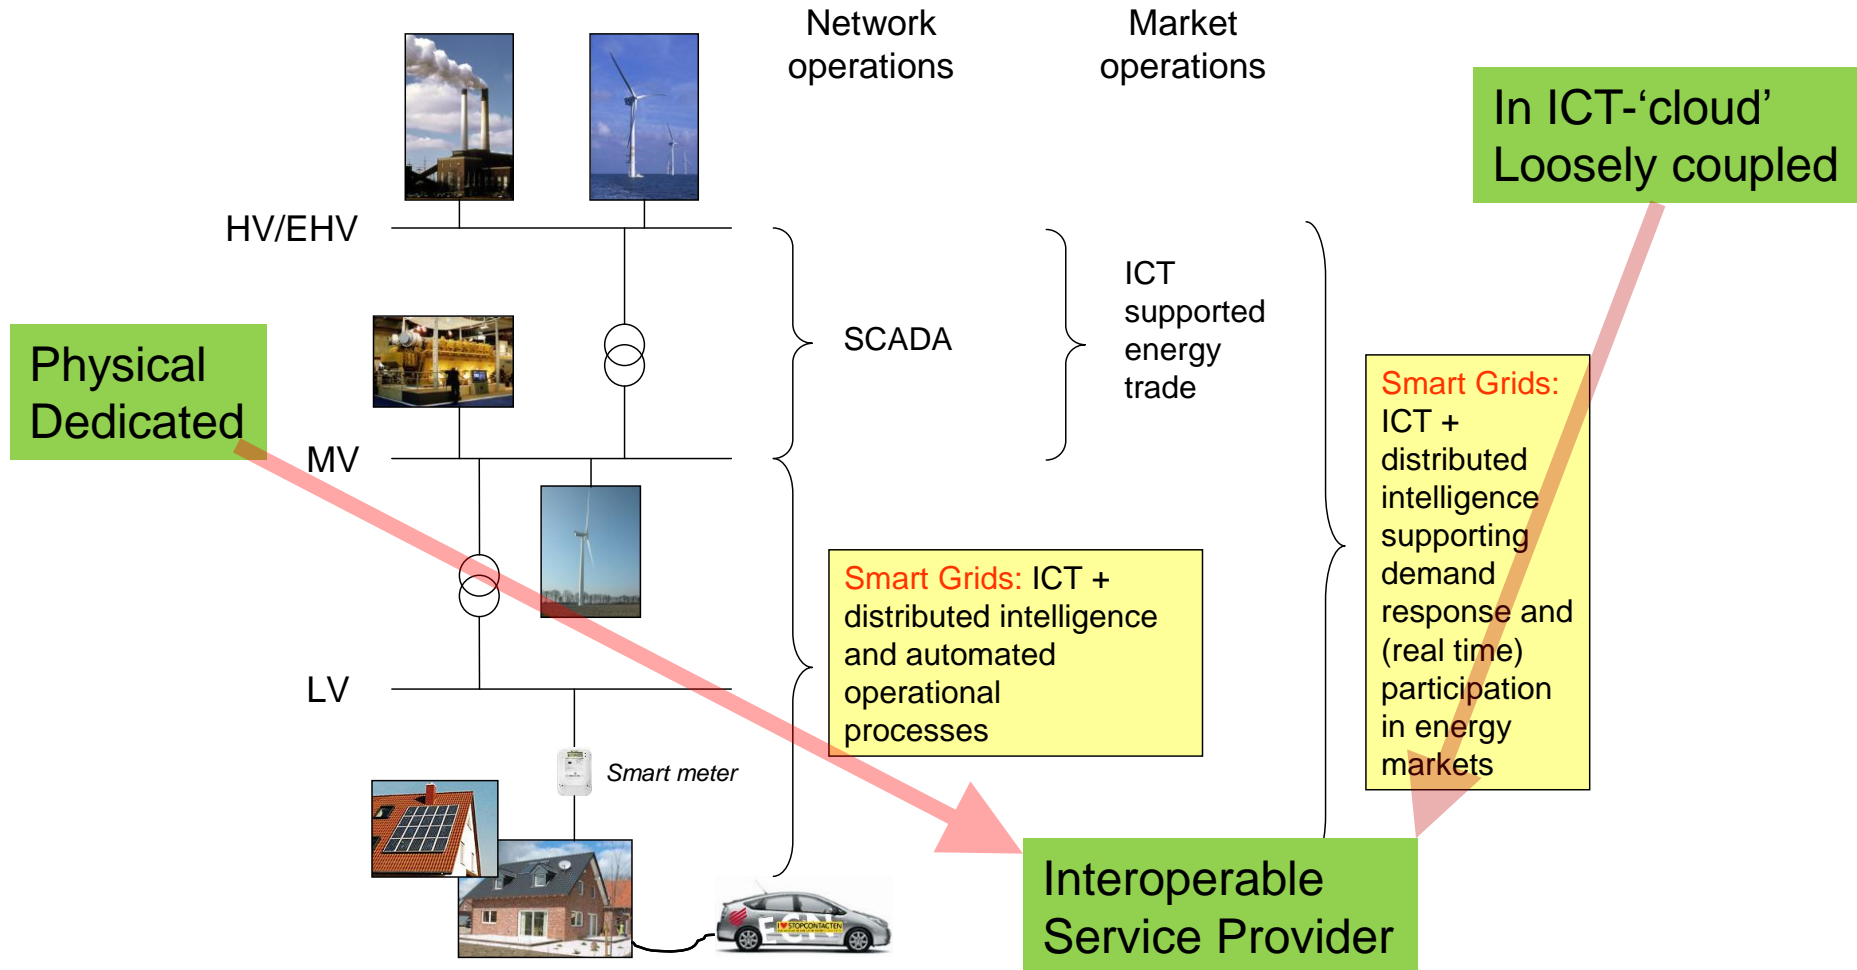 Network
operations
Market
operations
In ICT-‘cloud’
Loosely coupled
HV/EHV
ICT
supported
energy
trade
SCADA
Physical
Dedicated
Smart Grids:
ICT +
distributed
intelligence
supporting
demand
response and
(real time)
participation
in energy
markets
MV
Smart Grids: ICT +
distributed intelligence
and automated
operational
processes
LV
Smart meter
Interoperable
Service Provider
ECN
I ♥ STOPCONTACTEN